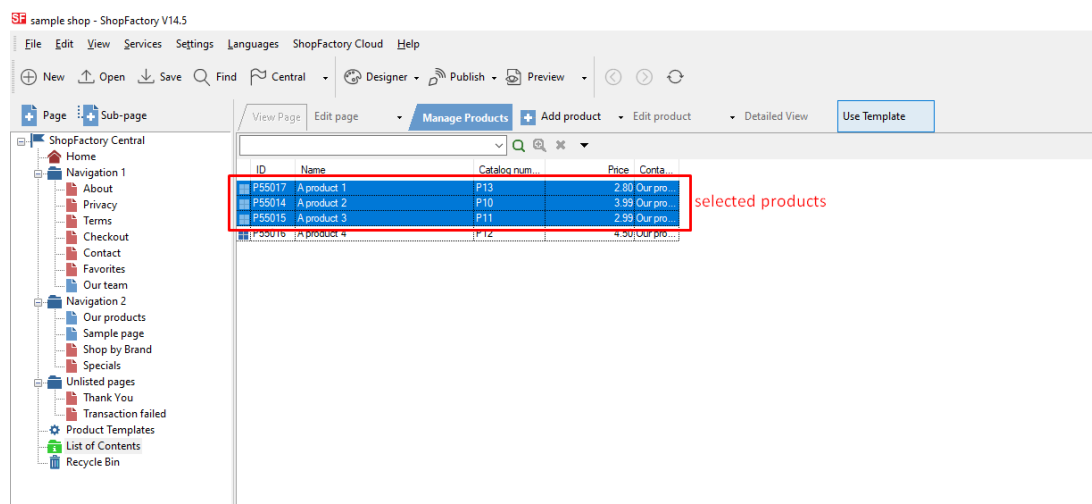 SF sample shop - ShopFactory V14.5
File Edit View Services Settings Languages ShopFactory Cloud Help
New Open Save Find Central Designer Publish Preview
Page Sub-page View Page Edit page Manage Products Add product Edit product Detailed View Use Template
ShopFactory Central
Home
Navigation 1
About
Privacy
Terms
Checkout
Contact
Favorites
Our team
Navigation 2
Our products
Sample page
Shop by Brand
Specials
Unlisted pages
Thank You
Transaction failed
Product Templates
List of Contents
Recycle Bin
ID Name Catalog num... Price Conta...
P55017 A product 1 P13 2.80 Our pro...
P55014 A product 2 P10 3.99 Our pro...
P55015 A product 3 P11 2.99 Our pro...
P55016 A product 4 P12 4.50 Our pro...
selected products